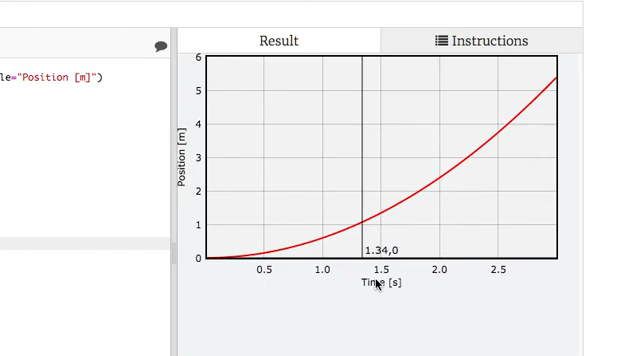 le="Position [m]")
Result
Instructions
6
5
4
3
2
1
0
Position [m]
1.34,0
0.5 1.0 1.5 2.0 2.5
Time [s]